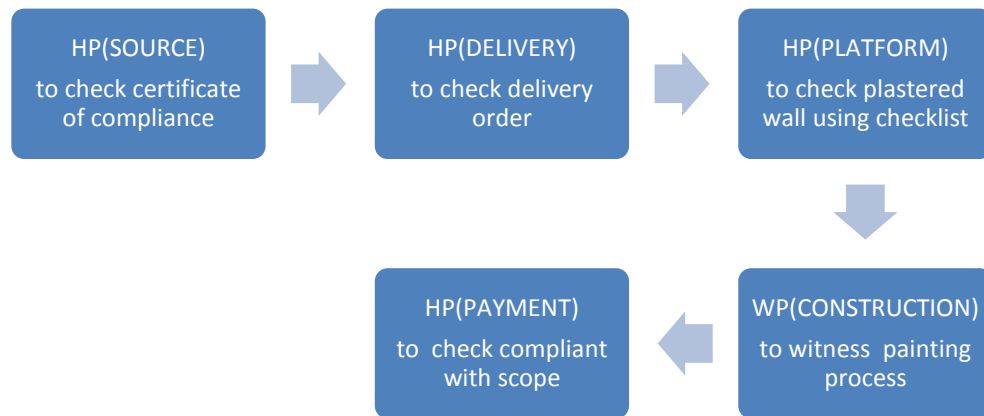 HP(SOURCE)
to check certificate
of compliance
HP(DELIVERY)
to check delivery
order
HP(PLATFORM)
to check plastered
wall using checklist
WP(CONSTRUCTION)
to witness  painting
process
HP(PAYMENT)
to  check compliant
with scope